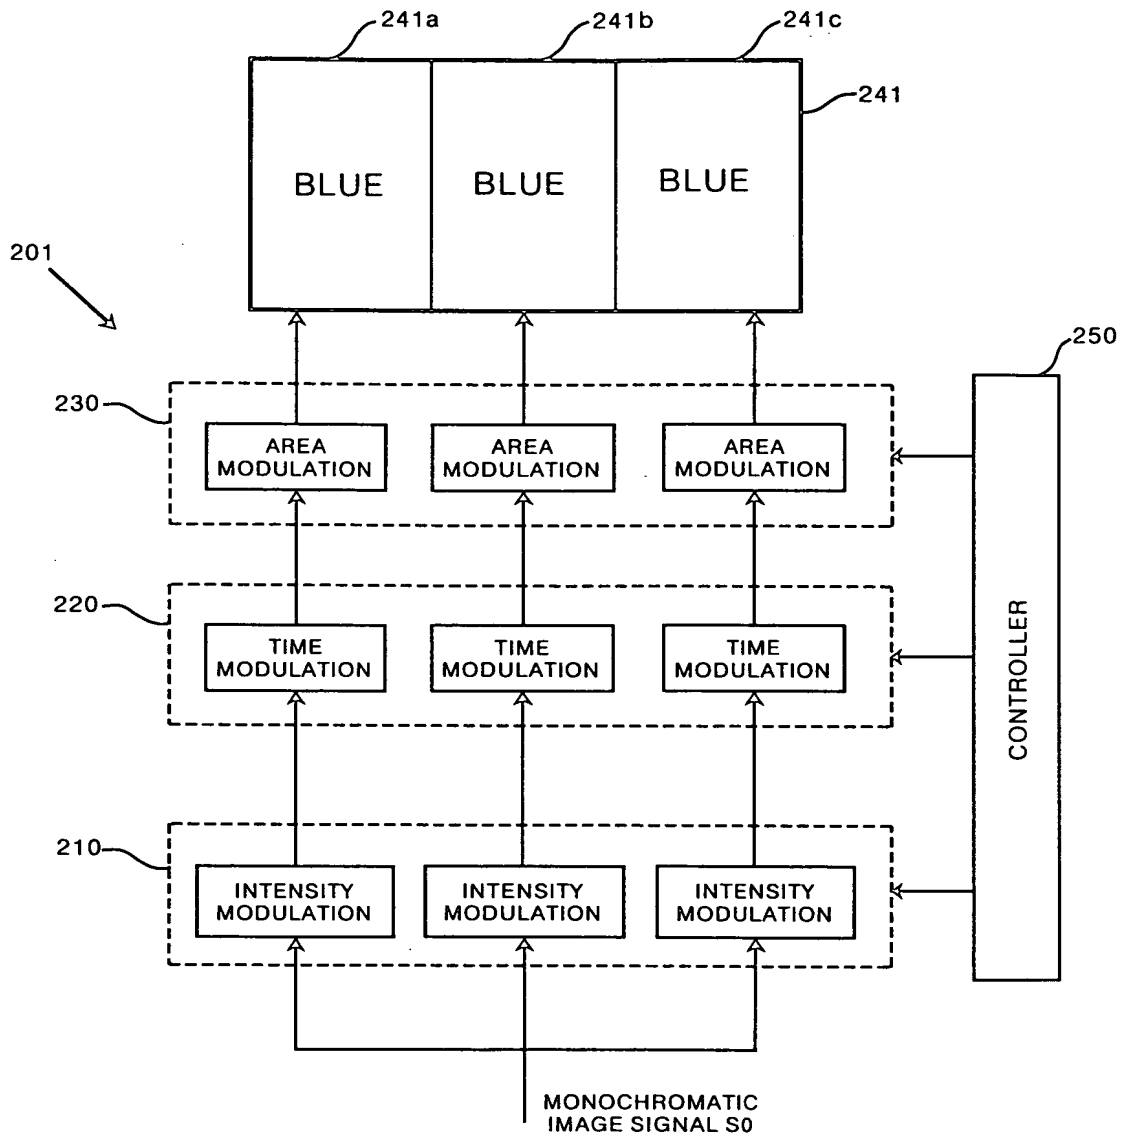 241a
241b
241c
241
BLUE
BLUE
BLUE
201
250
230
AREA
MODULATION
AREA
MODULATION
AREA
MODULATION
220
TIME
MODULATION
TIME
MODULATION
TIME
MODULATION
CONTROLLER
210
INTENSITY
MODULATION
INTENSITY
MODULATION
INTENSITY
MODULATION
MONOCHROMATIC
IMAGE SIGNAL S0